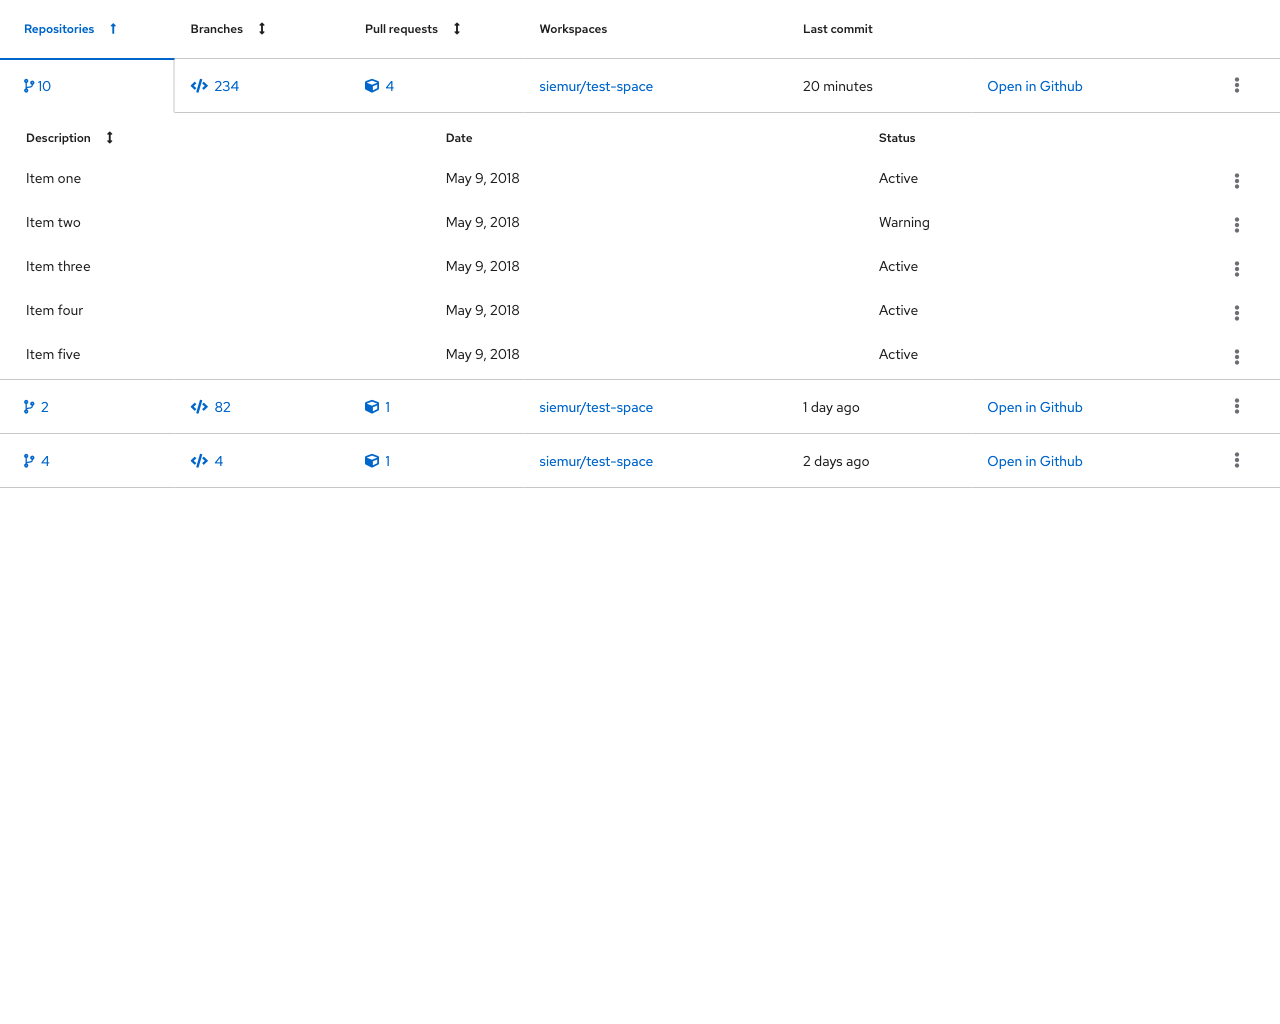 Repositories Branches Pull requests Workspaces Last commit
10 234 4 siemur/test-space 20 minutes Open in Github
Description Date Status
Item one May 9, 2018 Active
Item two May 9, 2018 Warning
Item three May 9, 2018 Active
Item four May 9, 2018 Active
Item five May 9, 2018 Active
2 82 1 siemur/test-space 1 day ago Open in Github
4 4 1 siemur/test-space 2 days ago Open in Github